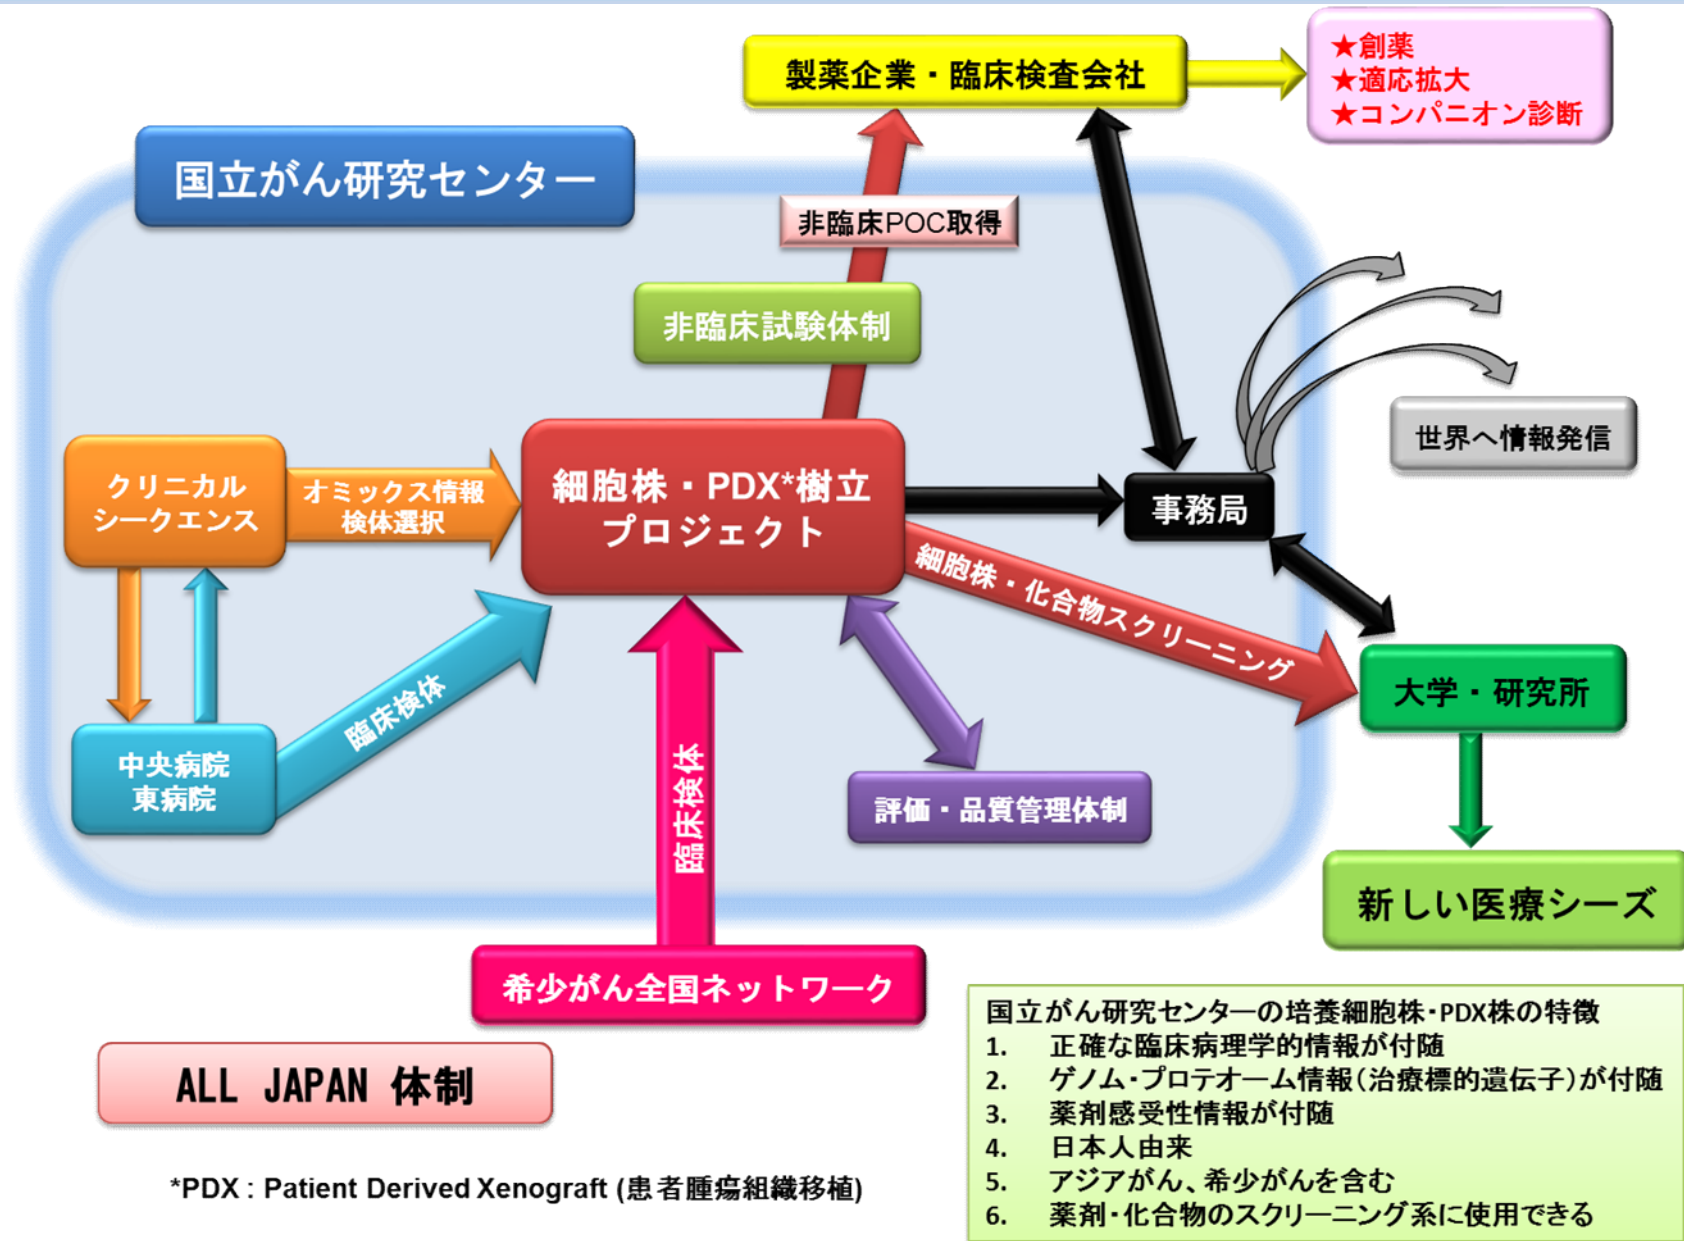 製薬企業・臨床検査会社
★創薬
★適応拡大
★コンパニオン診断
国立がん研究センター
非臨床POC取得
非臨床試験体制
世界へ情報発信
クリニカル
シークエンス
オミックス情報
検体選択
細胞株・PDX*樹立
プロジェクト
事務局
細胞株・化合物スクリーニング
大学・研究所
中央病院
東病院
臨床検体
臨床検体
評価・品質管理体制
新しい医療シーズ
希少がん全国ネットワーク
ALL JAPAN 体制
*PDX : Patient Derived Xenograft (患者腫瘍組織移植)
国立がん研究センターの培養細胞株・PDX株の特徴
1. 正確な臨床病理学的情報が付随
2. ゲノム・プロテオーム情報（治療標的遺伝子）が付随
3. 薬剤感受性情報が付随
4. 日本人由来
5. アジアがん、希少がんを含む
6. 薬剤・化合物のスクリーニング系に使用できる